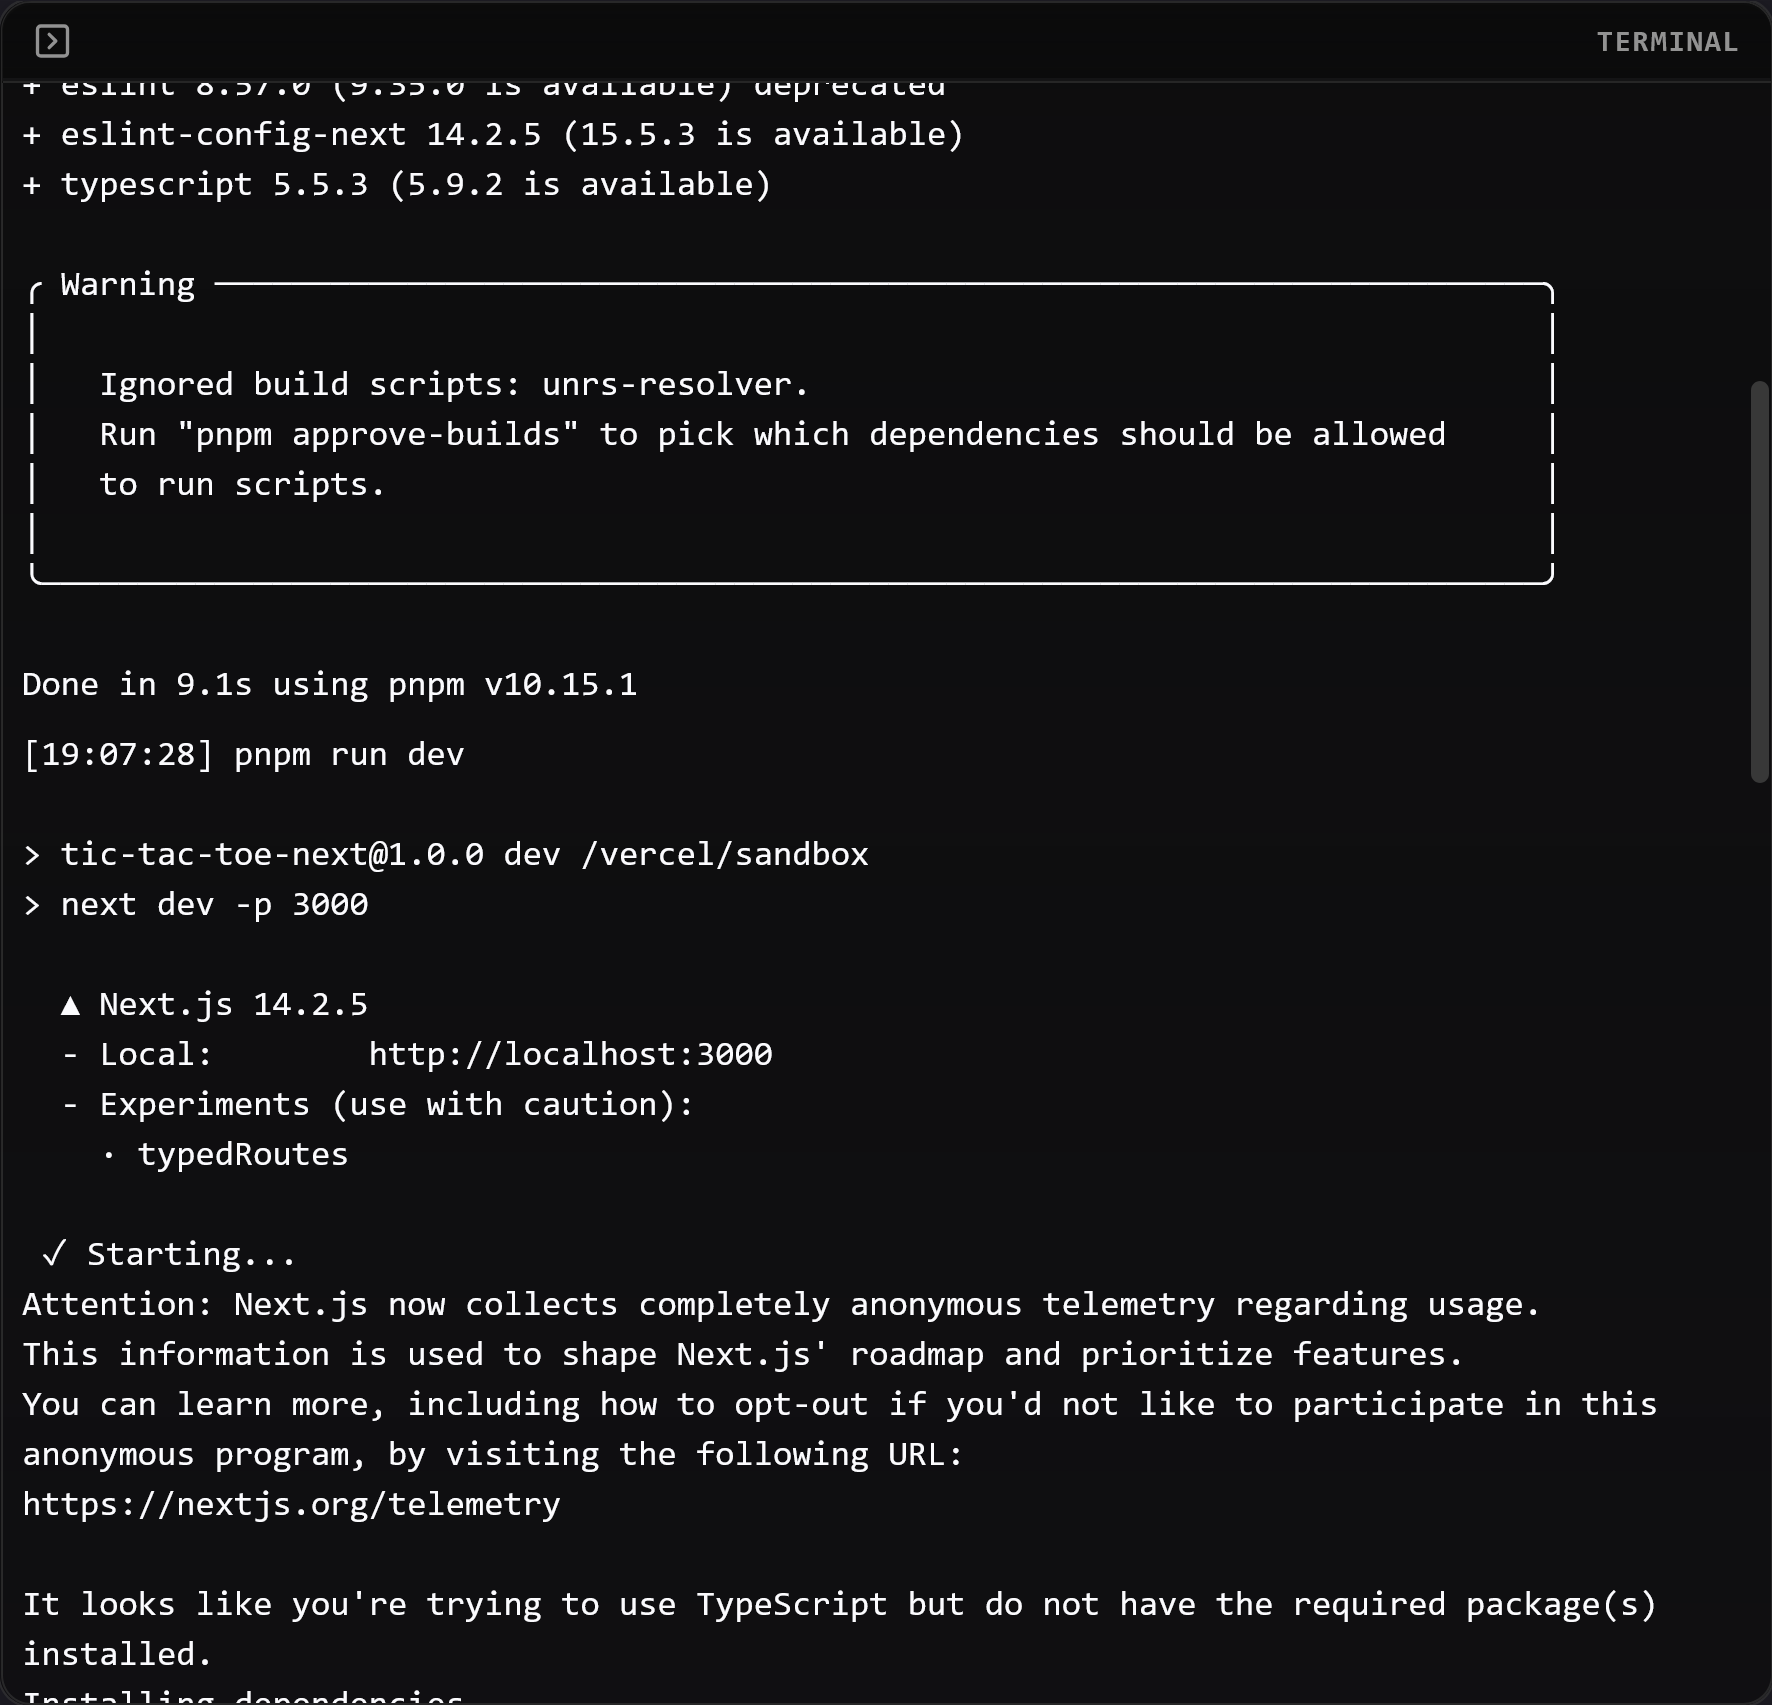 TERMINAL
+ eslint 8.57.0 (9.35.0 is available) deprecated
+ eslint-config-next 14.2.5 (15.5.3 is available)
+ typescript 5.5.3 (5.9.2 is available)
Warning
Ignored build scripts: unrs-resolver.
Run "pnpm approve-builds" to pick which dependencies should be allowed
to run scripts.
Done in 9.1s using pnpm v10.15.1
[19:07:28] pnpm run dev
> tic-tac-toe-next@1.0.0 dev /vercel/sandbox
> next dev -p 3000
▲ Next.js 14.2.5
- Local:        http://localhost:3000
- Experiments (use with caution):
· typedRoutes
✓ Starting...
Attention: Next.js now collects completely anonymous telemetry regarding usage.
This information is used to shape Next.js' roadmap and prioritize features.
You can learn more, including how to opt-out if you'd not like to participate in this
anonymous program, by visiting the following URL:
https://nextjs.org/telemetry
It looks like you're trying to use TypeScript but do not have the required package(s)
installed.
Installing dependencies